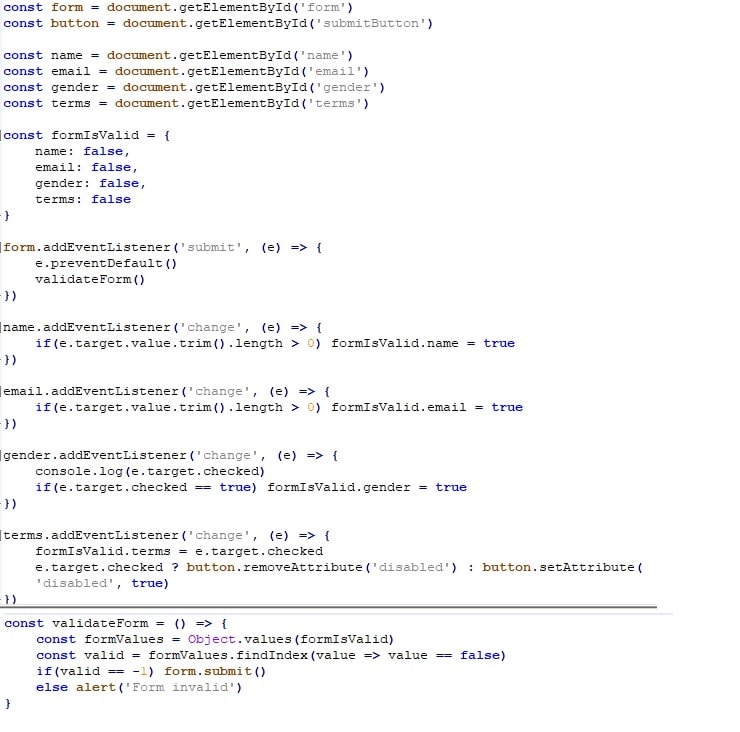 const form = document.getElementById('form')
const button = document.getElementById('submitButton')
const name = document.getElementById('name')
const email = document.getElementById('email')
const gender = document.getElementById('gender')
const terms = document.getElementById('terms')
const formIsValid = {
    name: false,
    email: false,
    gender: false,
    terms: false
}
form.addEventListener('submit', (e) => {
    e.preventDefault()
    validateForm()
})
name.addEventListener('change', (e) => {
    if(e.target.value.trim().length > 0) formIsValid.name = true
})
email.addEventListener('change', (e) => {
    if(e.target.value.trim().length > 0) formIsValid.email = true
})
gender.addEventListener('change', (e) => {
    console.log(e.target.checked)
    if(e.target.checked == true) formIsValid.gender = true
})
terms.addEventListener('change', (e) => {
    formIsValid.terms = e.target.checked
    e.target.checked ? button.removeAttribute('disabled') : button.setAttribute(
    'disabled', true)
})
const validateForm = () => {
    const formValues = Object.values(formIsValid)
    const valid = formValues.findIndex(value => value == false)
    if(valid == -1) form.submit()
    else alert('Form invalid')
}